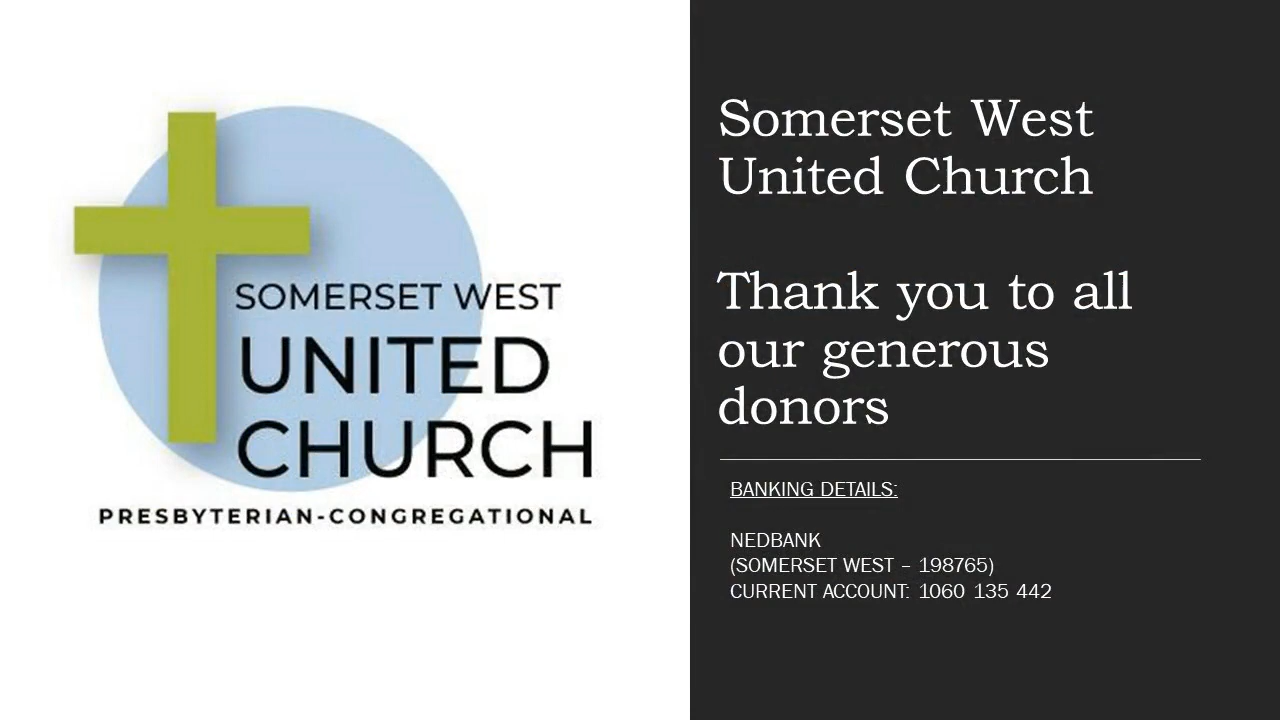 SOMERSET WEST
UNITED
CHURCH
PRESBYTERIAN-CONGREGATIONAL
Somerset West
United Church
Thank you to all
our generous
donors
BANKING DETAILS:
NEDBANK
(SOMERSET WEST – 198765)
CURRENT ACCOUNT: 1060 135 442